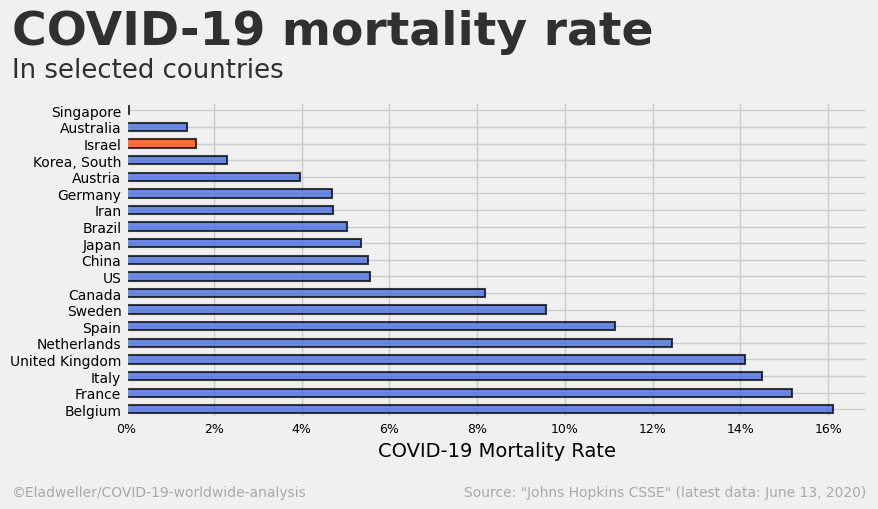 COVID-19 mortality rate
In selected countries
Singapore
Australia
Israel
Korea, South
Austria
Germany
Iran
Brazil
Japan
China
US
Canada
Sweden
Spain
Netherlands
United Kingdom
Italy
France
Belgium
0% 2% 4% 6% 8% 10% 12% 14% 16%
COVID-19 Mortality Rate
©Eladweller/COVID-19-worldwide-analysis Source: "Johns Hopkins CSSE" (latest data: June 13, 2020)